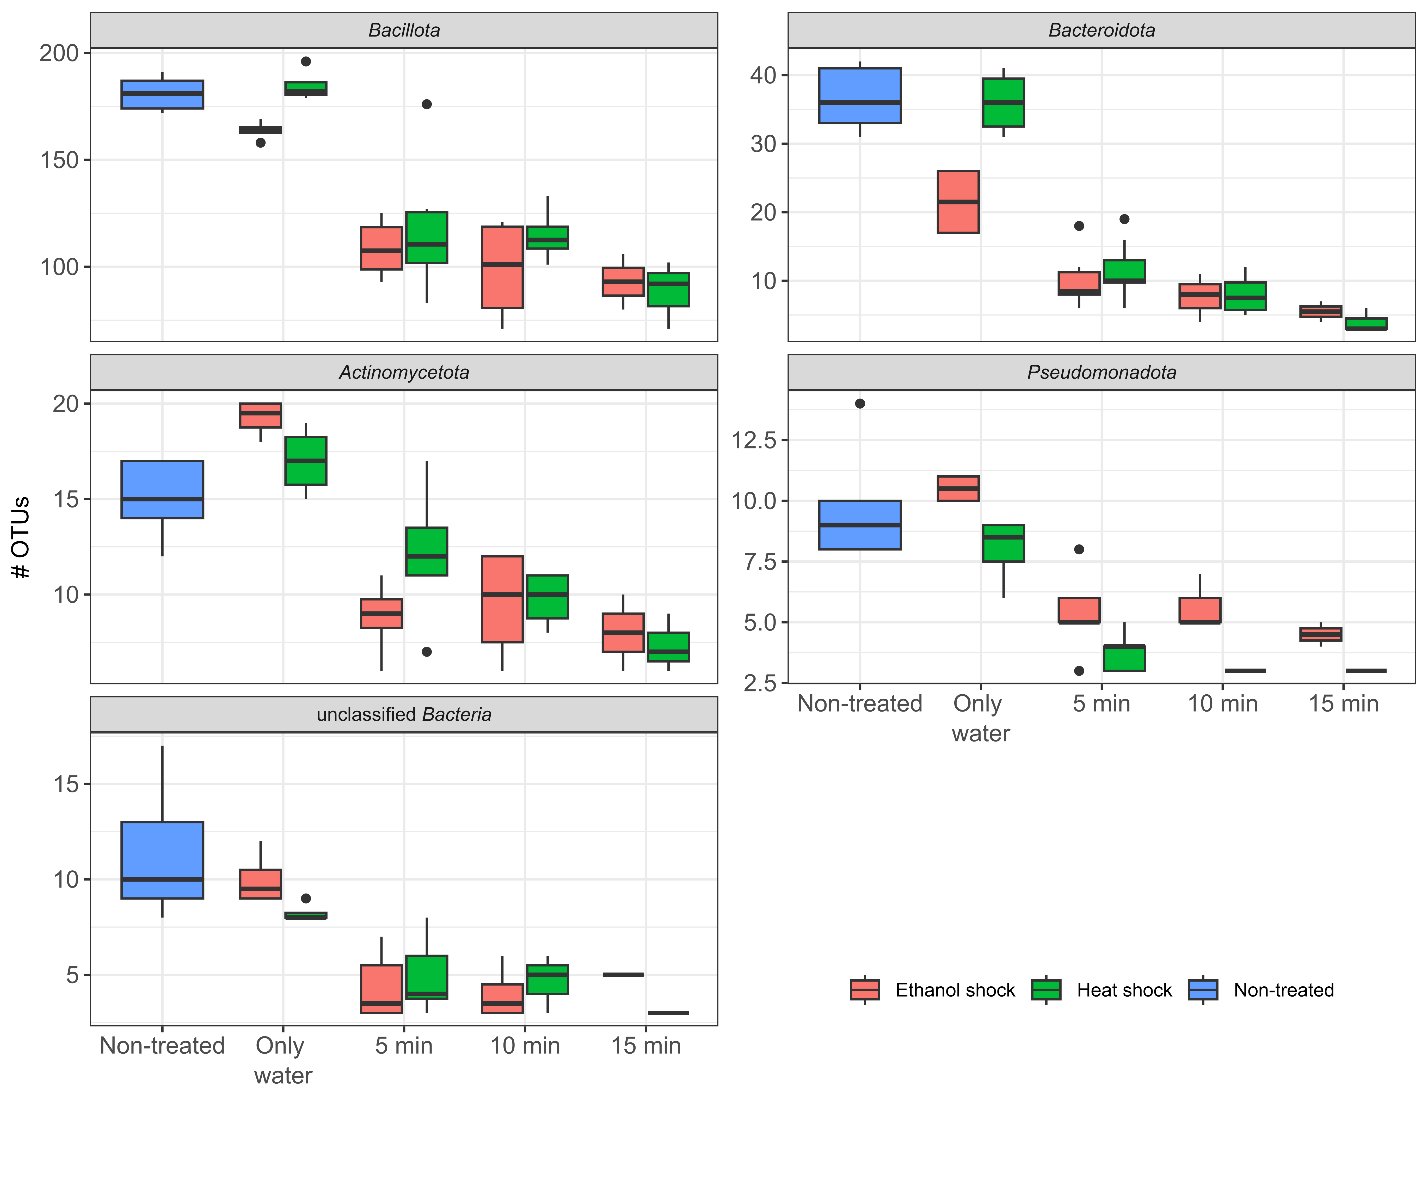 Bacillota
200
150
100
Bacteroidota
40
30
20
10
Actinomycetota
20
15
10
Pseudomonadota
12.5
10.0
7.5
5.0
2.5
Non-treated
Only
water
5 min
10 min
15 min
# OTUs
unclassified Bacteria
15
10
5
Non-treated
Only
water
5 min
10 min
15 min
Ethanol shock
Heat shock
Non-treated